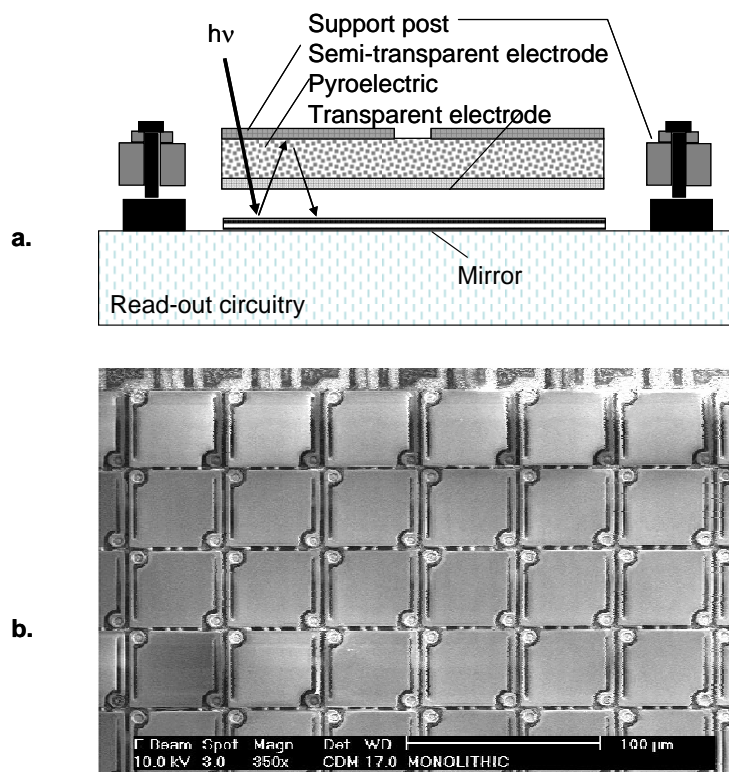 hν
Support post
Semi-transparent electrode
Pyroelectric
Transparent electrode
a.
Mirror
Read-out circuitry
b.
E Beam Spot Magn Det WD 100 µm
10.0 kV 3.0 350x CDM 17.0 MONOLITHIC